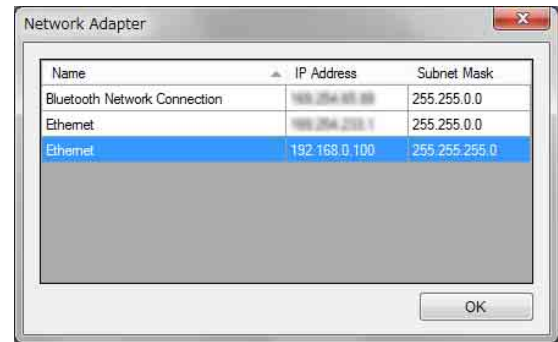 Network Adapter
Name IP Address Subnet Mask
Bluetooth Network Connection 255.255.0.0
Ethernet 255.255.0.0
Ethernet 192.168.0.100 255.255.255.0
OK